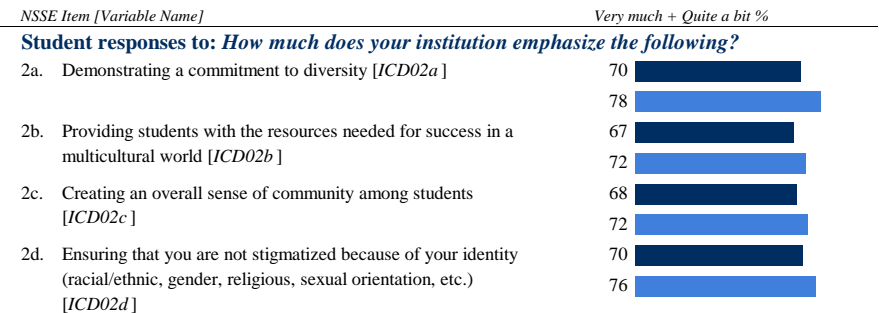 NSSE Item [Variable Name] Very much + Quite a bit %
Student responses to: How much does your institution emphasize the following?
2a. Demonstrating a commitment to diversity [ICD02a ] 70
78
2b. Providing students with the resources needed for success in a 67
multicultural world [ICD02b ] 72
2c. Creating an overall sense of community among students 68
[ICD02c ] 72
2d. Ensuring that you are not stigmatized because of your identity 70
(racial/ethnic, gender, religious, sexual orientation, etc.) 76
[ICD02d ]